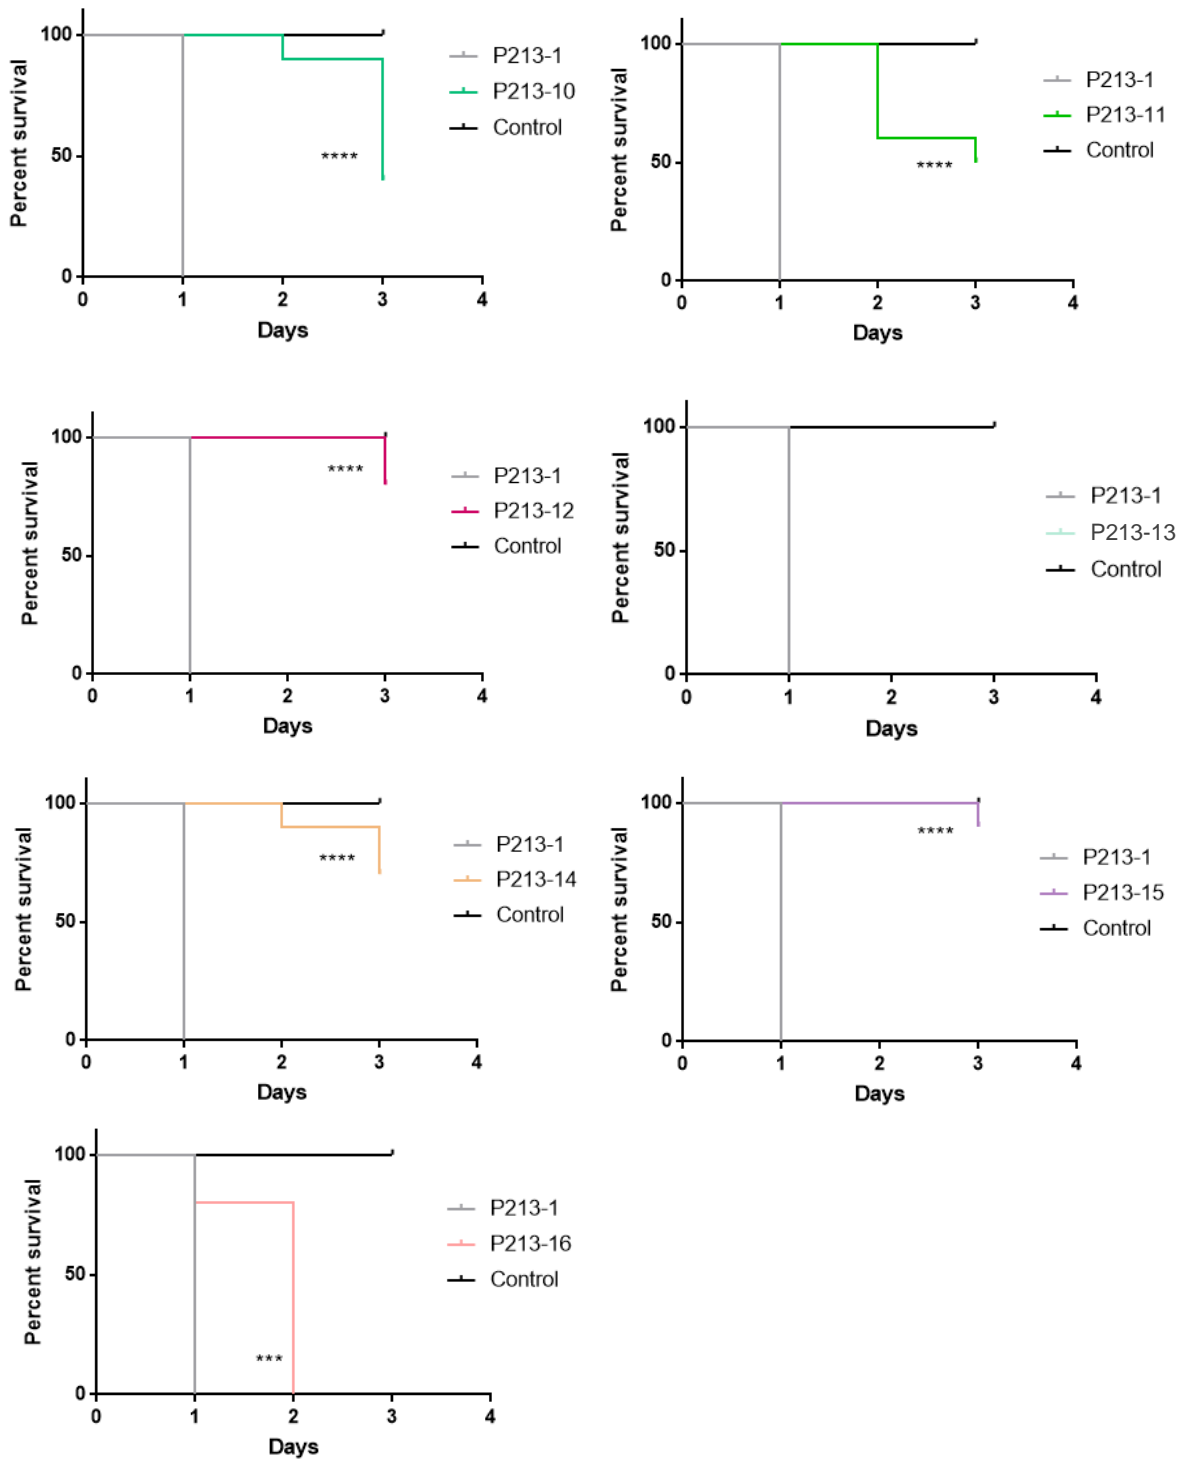 Percent survival
100
50
0
0 1 2 3 4
Days
****
P213-1
P213-10
Control
Percent survival
100
50
0
0 1 2 3 4
Days
****
P213-1
P213-11
Control
Percent survival
100
50
0
0 1 2 3 4
Days
****
P213-1
P213-12
Control
Percent survival
100
50
0
0 1 2 3 4
Days
P213-1
P213-13
Control
Percent survival
100
50
0
0 1 2 3 4
Days
****
P213-1
P213-14
Control
Percent survival
100
50
0
0 1 2 3 4
Days
****
P213-1
P213-15
Control
Percent survival
100
50
0
0 1 2 3 4
Days
***
P213-1
P213-16
Control